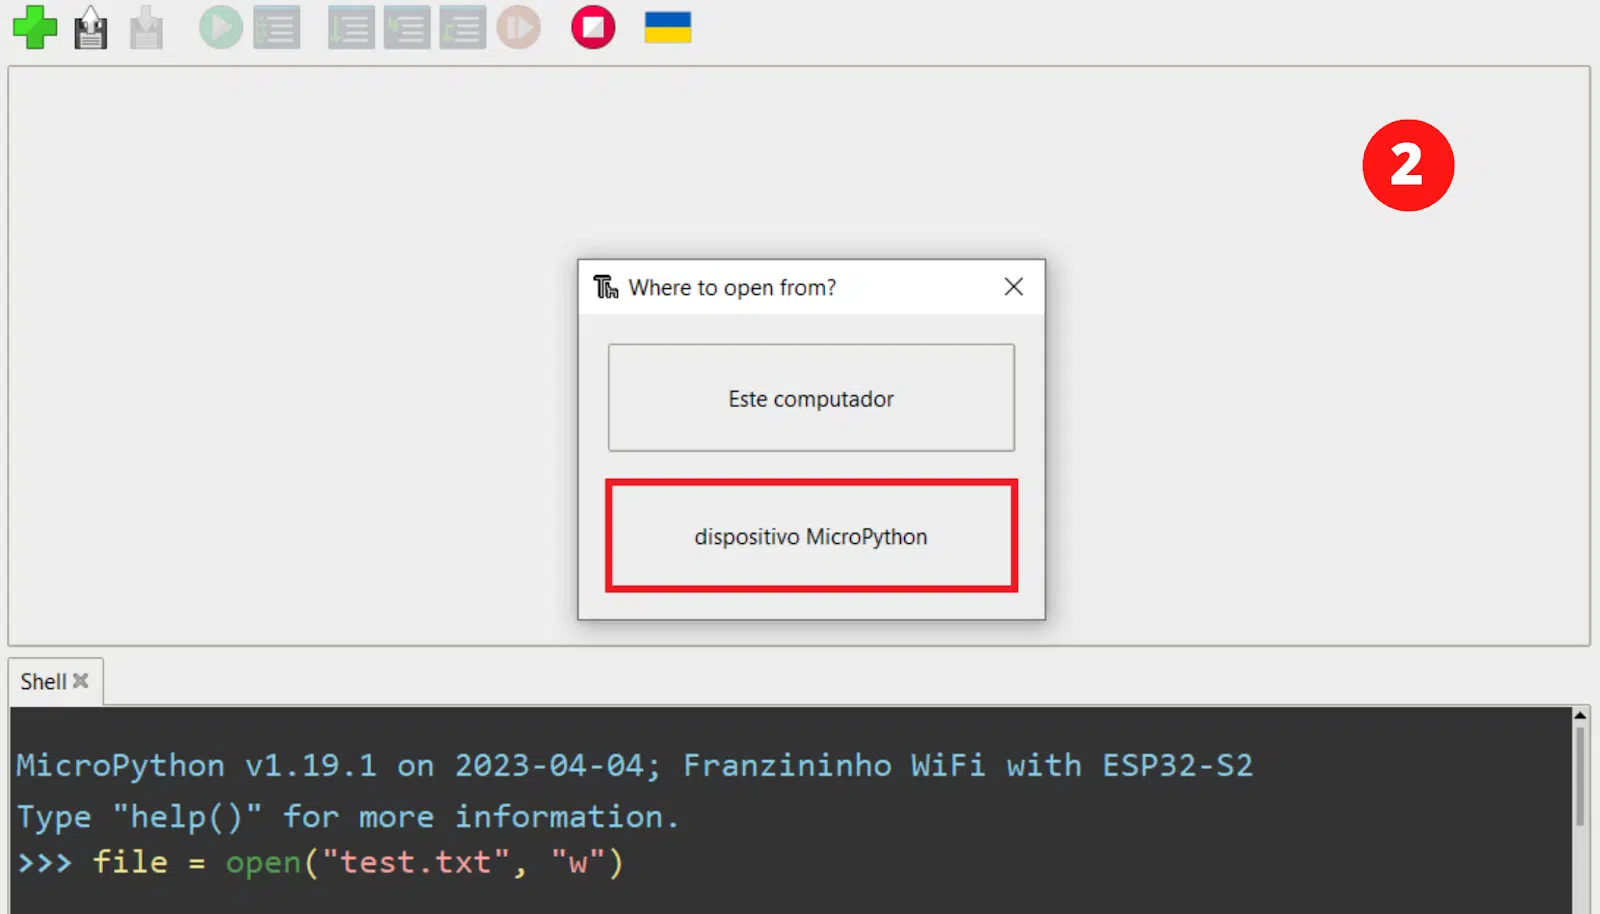 2
Where to open from?
Este computador
dispositivo MicroPython
Shell
MicroPython v1.19.1 on 2023-04-04; Franzininho WiFi with ESP32-S2
Type "help()" for more information.
>>> file = open("test.txt", "w")